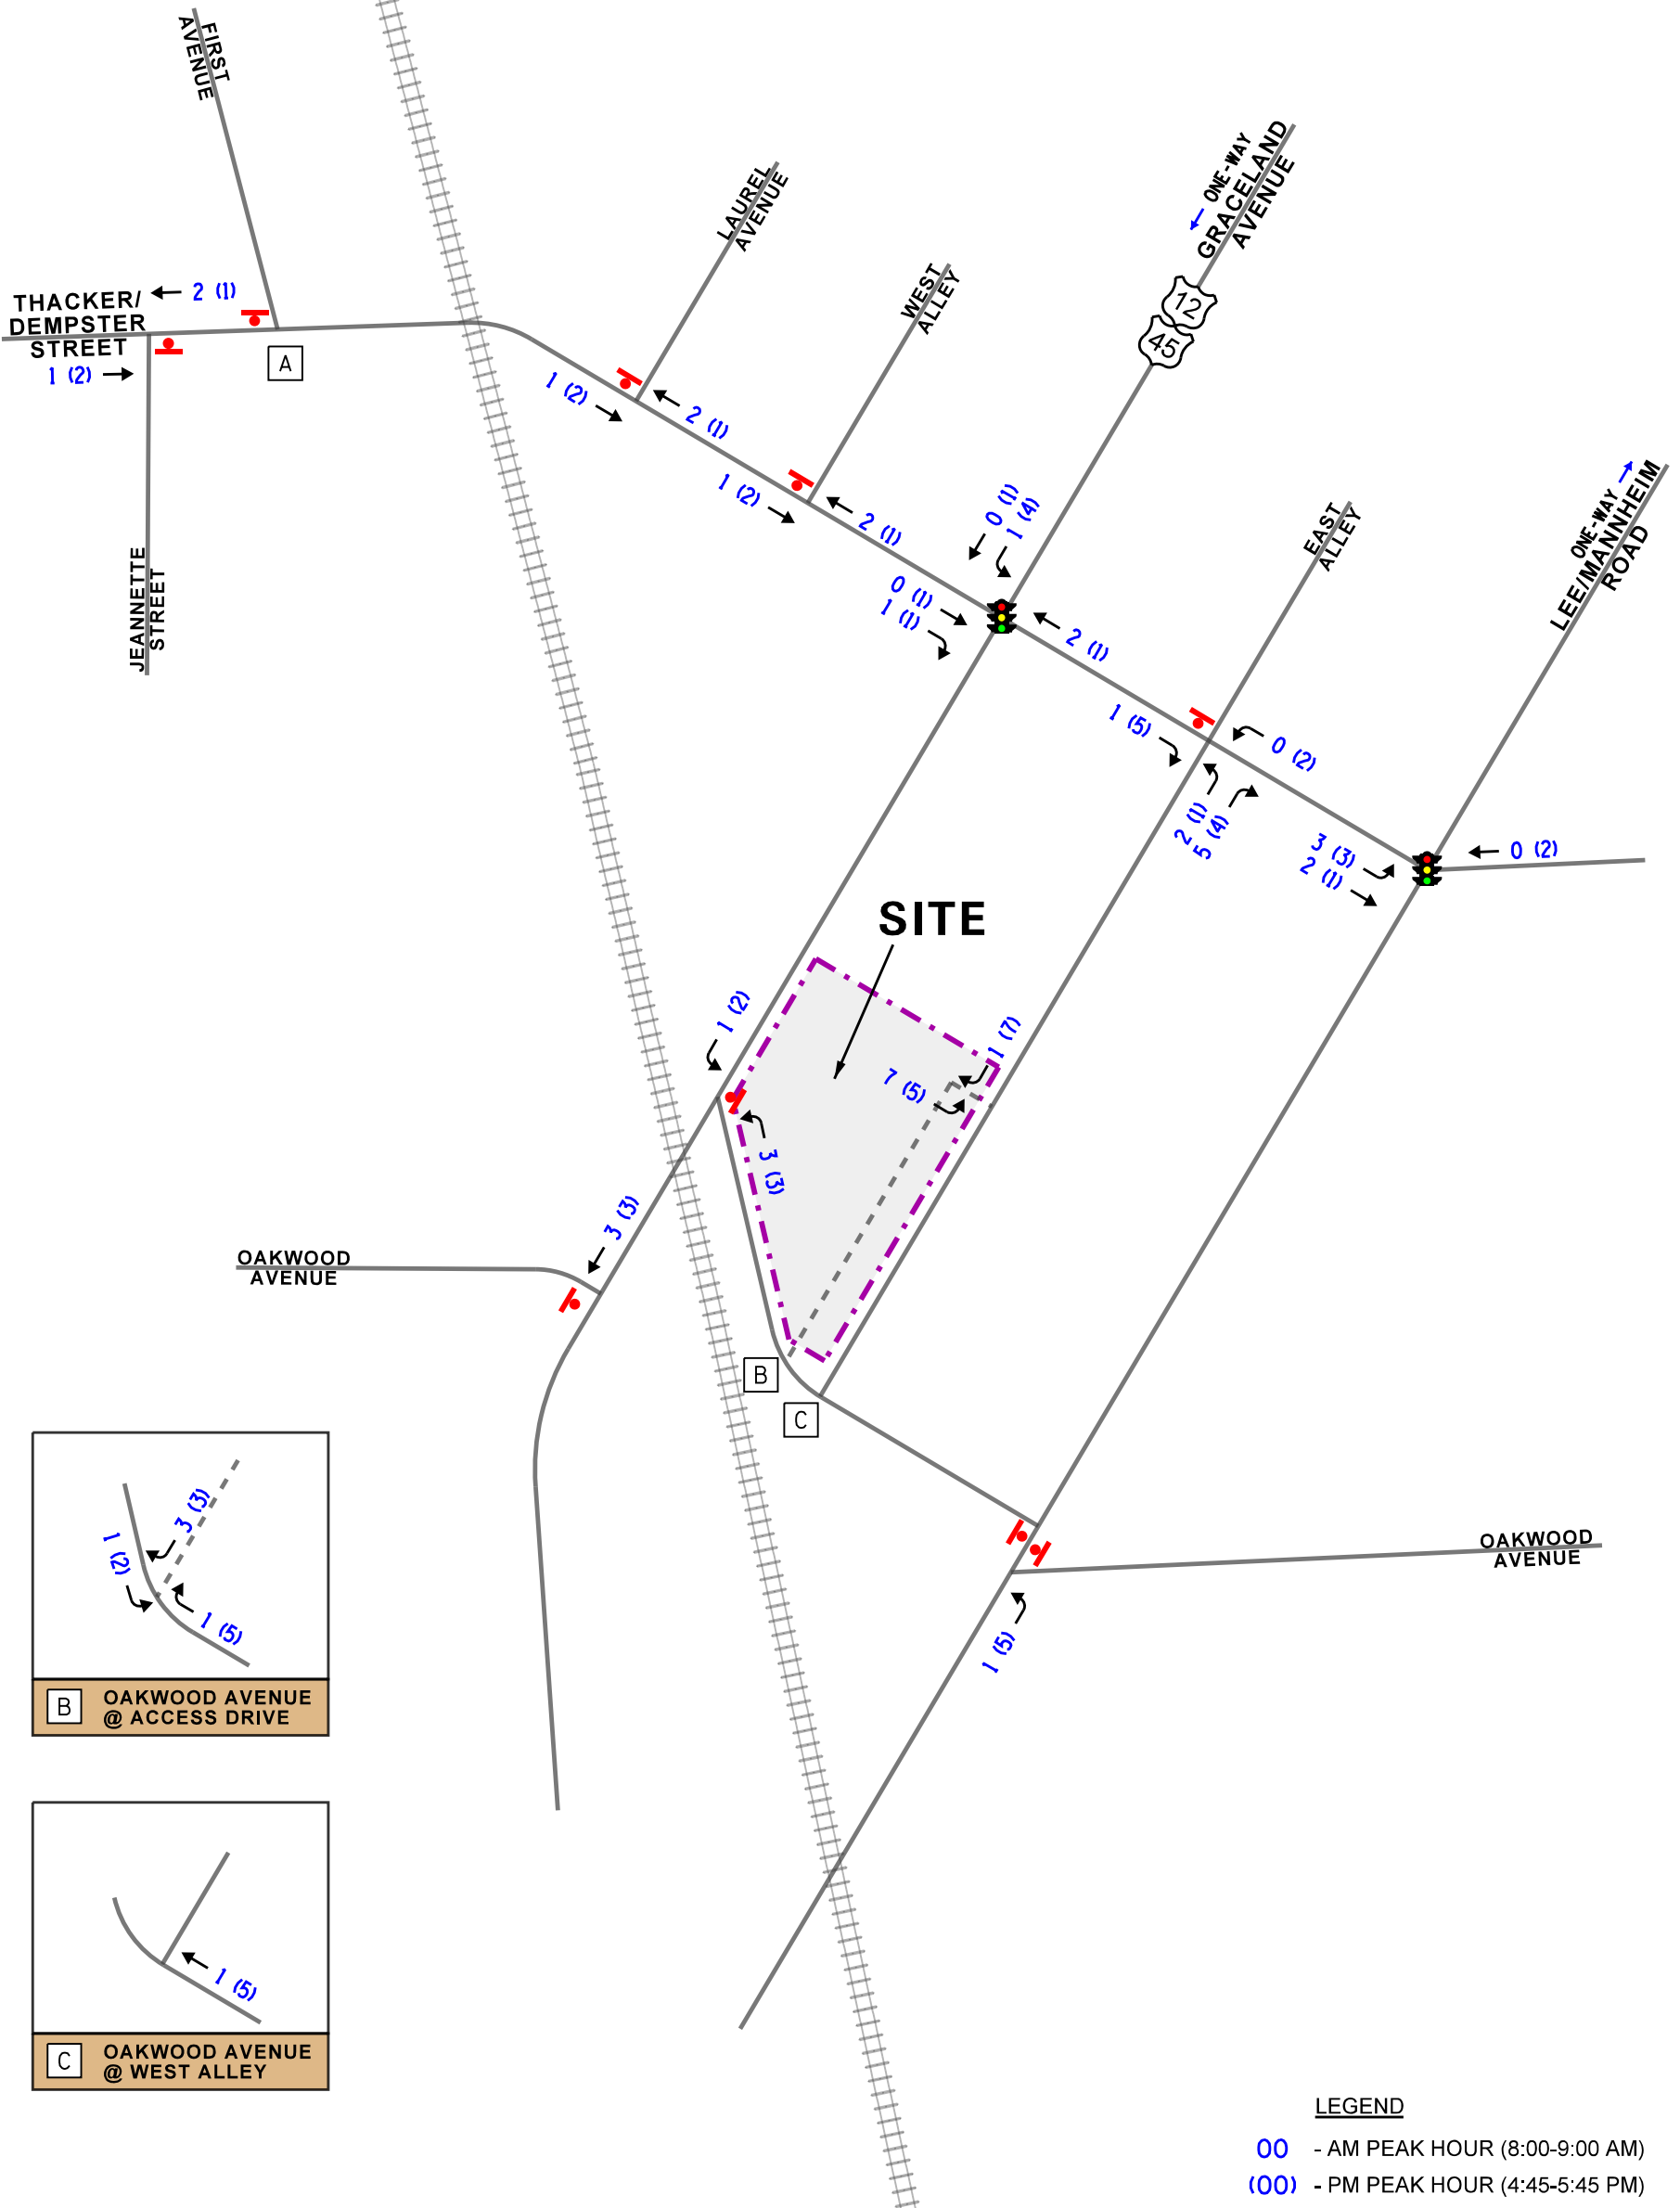 FIRST
AVENUE
LAUREL
AVENUE
WEST
ALLEY
ONE-WAY
GRACELAND
AVENUE
12
45
THACKER/
DEMPSTER
STREET
2 (1)
1 (2)
A
JEANNETTE
STREET
1 (2)
2 (1)
1 (2)
2 (1)
0 (1)
1 (4)
0 (1)
1 (1)
2 (1)
EAST
ALLEY
ONE-WAY
LEE/MANNHEIM
ROAD
1 (5)
0 (2)
2 (1)
5 (4)
3 (3)
2 (1)
0 (2)
SITE
1 (2)
1 (7)
7 (5)
3 (3)
3 (3)
OAKWOOD
AVENUE
B
C
OAKWOOD
AVENUE
1 (5)
3 (3)
1 (2)
1 (5)
B
OAKWOOD AVENUE
@ ACCESS DRIVE
1 (5)
C
OAKWOOD AVENUE
@ WEST ALLEY
LEGEND
00 - AM PEAK HOUR (8:00-9:00 AM)
(00) - PM PEAK HOUR (4:45-5:45 PM)